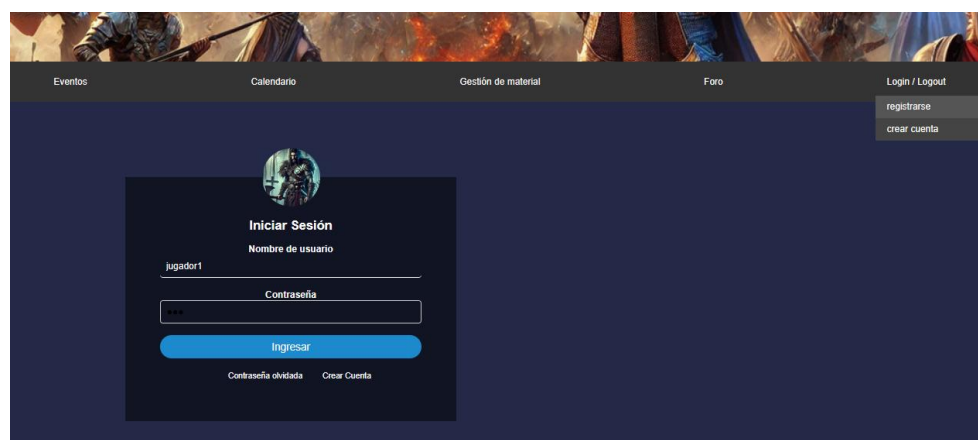 Eventos
Calendario
Gestión de material
Foro
Login / Logout
registrarse
crear cuenta
Iniciar Sesión
Nombre de usuario
jugador1
Contraseña
•••
Ingresar
Contraseña olvidada
Crear Cuenta